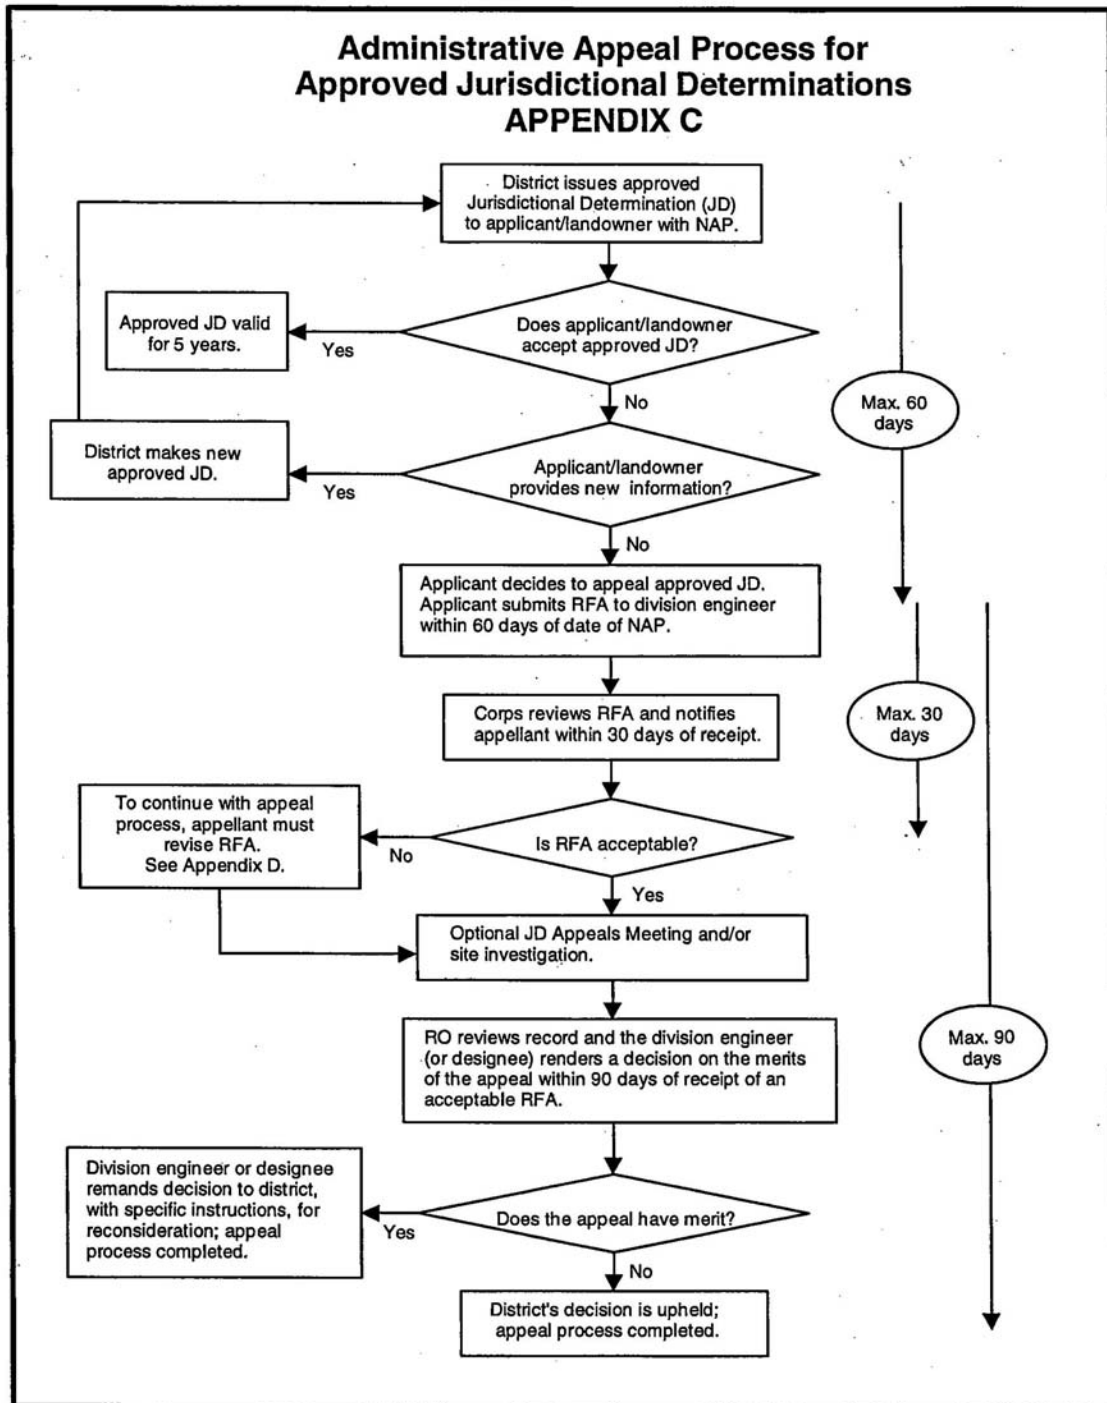 Administrative Appeal Process for
Approved Jurisdictional Determinations
APPENDIX C
District issues approved
Jurisdictional Determination (JD)
to applicant/landowner with NAP.
Does applicant/landowner
accept approved JD?
Yes
Approved JD valid
for 5 years.
No
Max. 60
days
Applicant/landowner
provides new information?
Yes
District makes new
approved JD.
No
Applicant decides to appeal approved JD.
Applicant submits RFA to division engineer
within 60 days of date of NAP.
Corps reviews RFA and notifies
appellant within 30 days of receipt.
Max. 30
days
Is RFA acceptable?
No
To continue with appeal
process, appellant must
revise RFA.
See Appendix D.
Yes
Optional JD Appeals Meeting and/or
site investigation.
RO reviews record and the division engineer
(or designee) renders a decision on the merits
of the appeal within 90 days of receipt of an
acceptable RFA.
Max. 90
days
Does the appeal have merit?
Yes
Division engineer or designee
remands decision to district,
with specific instructions, for
reconsideration; appeal
process completed.
No
District's decision is upheld;
appeal process completed.